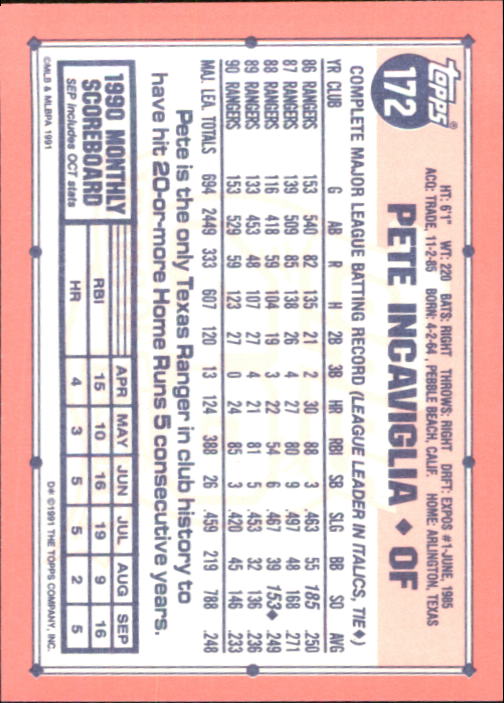 topps®
172
HT: 6'1" WT: 220 BATS: RIGHT THROWS: RIGHT DRFT: EXPOS #1-JUNE, 1985
ACQ: TRADE, 11-2-85 BORN: 4-2-64, PEBBLE BEACH, CALIF. HOME: ARLINGTON, TEXAS
PETE INCAVIGLIA ◆ OF
COMPLETE MAJOR LEAGUE BATTING RECORD (LEAGUE LEADER IN ITALICS, TIE◆)
YR CLUB G AB R H 2B 3B HR RBI SB SLG BB SO AVG
86 RANGERS 153 540 82 135 21 2 30 88 3 .463 55 185 .250
87 RANGERS 139 509 85 138 26 4 27 80 9 .497 48 168 .271
88 RANGERS 116 418 59 104 19 3 22 54 6 .467 39 153◆ .249
89 RANGERS 133 453 48 107 27 4 21 81 5 .453 32 136 .236
90 RANGERS 153 529 59 123 27 0 24 85 3 .420 45 146 .233
MAJ. LEA. TOTALS 694 2449 333 607 120 13 124 388 26 .459 219 788 .248
Pete is the only Texas Ranger in club history to
have hit 20-or-more Home Runs 5 consecutive years.
1990 MONTHLY
SCOREBOARD
SEP includes OCT stats
APR MAY JUN JUL AUG SEP
RBI 15 10 16 19 9 16
HR 4 3 5 5 2 5
©MLB & MLBPA 1991
D* ©1991 THE TOPPS COMPANY, INC.